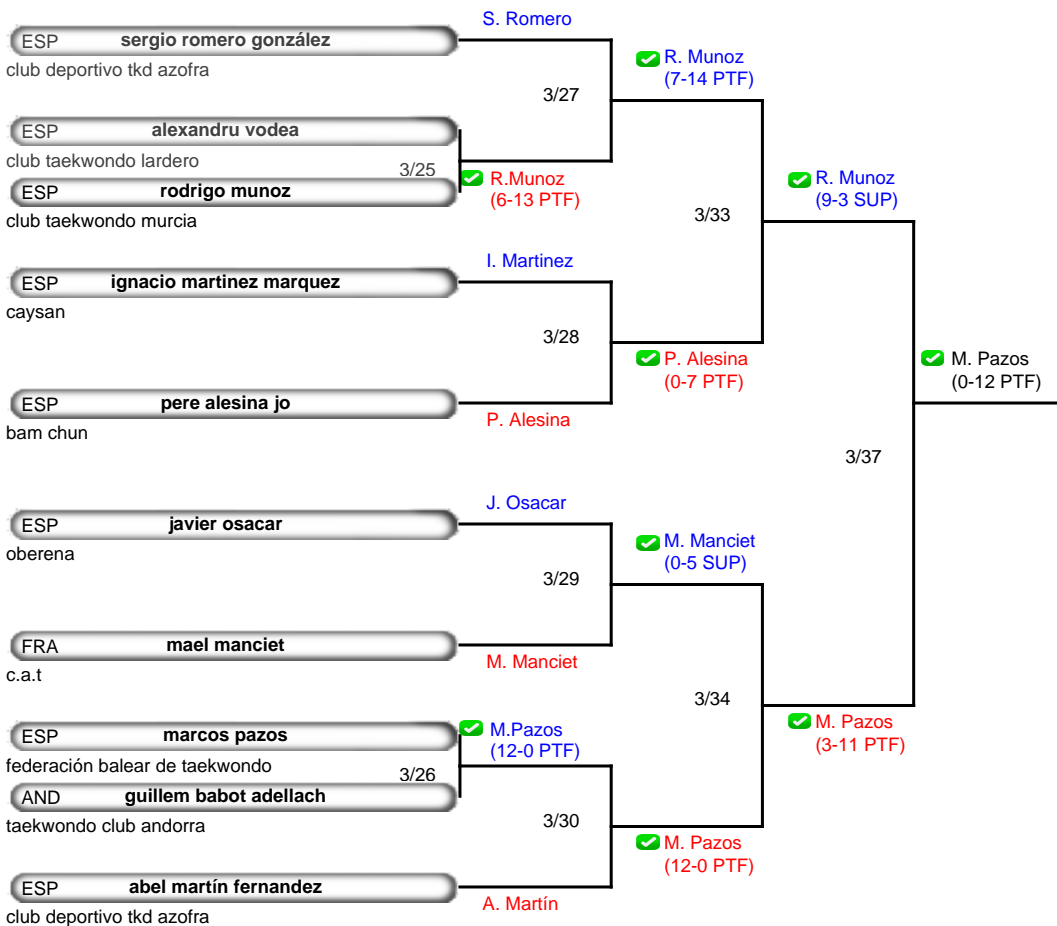 S. Romero
ESP sergio romero gonzález
club deportivo tkd azofra
R. Munoz
(7-14 PTF)
3/27
ESP alexandru vodea
club taekwondo lardero
3/25
R.Munoz
(6-13 PTF)
ESP rodrigo munoz
club taekwondo murcia
R. Munoz
(9-3 SUP)
3/33
I. Martinez
ESP ignacio martinez marquez
caysan
3/28
P. Alesina
(0-7 PTF)
M. Pazos
(0-12 PTF)
ESP pere alesina jo
bam chun
P. Alesina
3/37
J. Osacar
ESP javier osacar
oberena
M. Manciet
(0-5 SUP)
3/29
FRA mael manciet
c.a.t
M. Manciet
3/34
M. Pazos
(3-11 PTF)
ESP marcos pazos
federación balear de taekwondo
M.Pazos
(12-0 PTF)
3/26
AND guillem babot adellach
taekwondo club andorra
3/30
M. Pazos
(12-0 PTF)
ESP abel martín fernandez
club deportivo tkd azofra
A. Martín